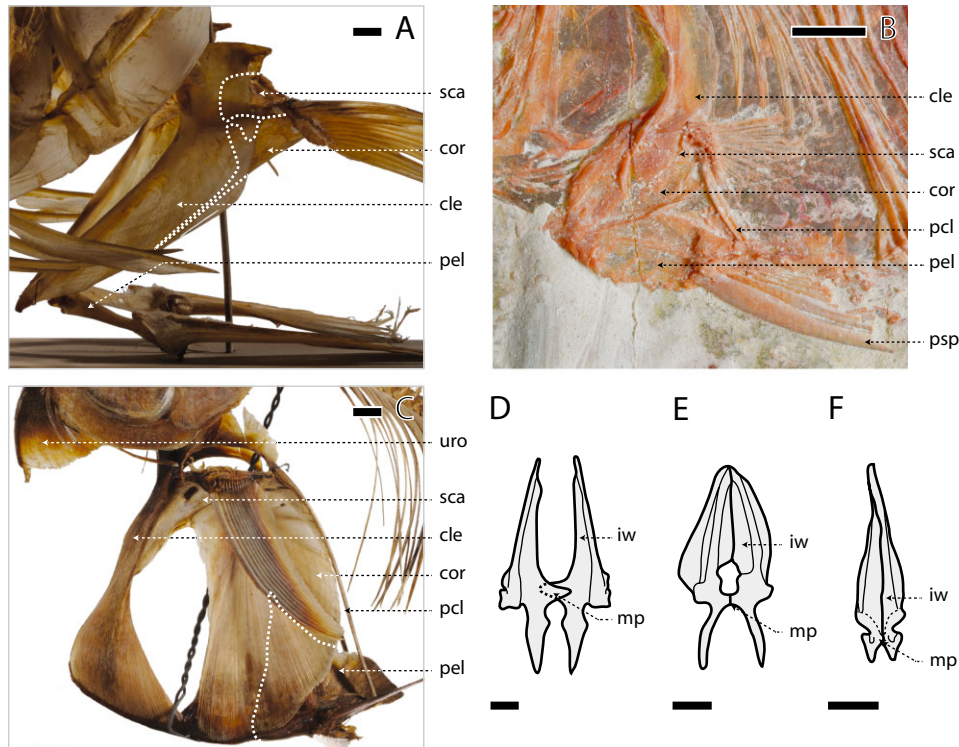 A
sca
cor
cle
pel
B
cle
sca
cor
pcl
pel
psp
C
uro
sca
cle
cor
pcl
pel
D
iw
mp
E
iw
mp
F
iw
mp